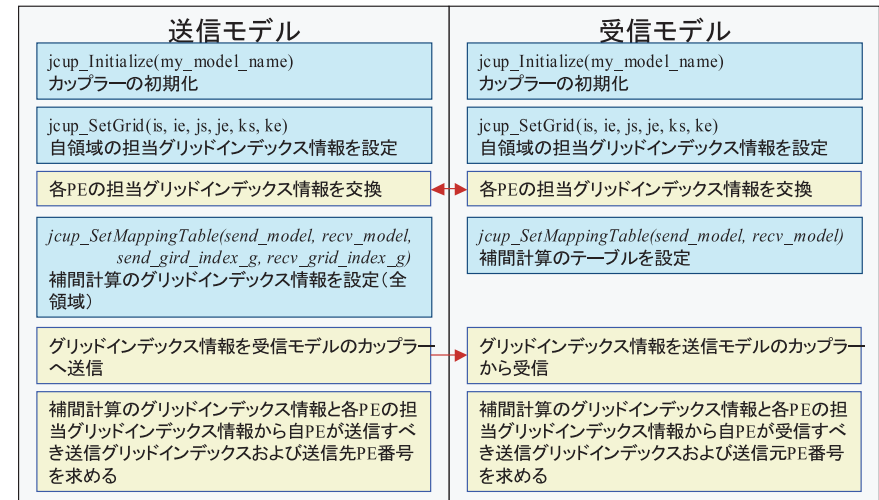 送信モデル
jcup_Initialize(my_model_name)
カップラーの初期化
jcup_SetGrid(is, ie, js, je, ks, ke)
自領域の担当グリッドインデックス情報を設定
各PEの担当グリッドインデックス情報を交換
jcup_SetMappingTable(send_model, recv_model,
send_gird_index_g, recv_grid_index_g)
補間計算のグリッドインデックス情報を設定(全
領域)
グリッドインデックス情報を受信モデルのカップラー
へ送信
補間計算のグリッドインデックス情報と各PEの担
当グリッドインデックス情報から自PEが送信すべ
き送信グリッドインデックスおよび送信先PE番号
を求める
受信モデル
jcup_Initialize(my_model_name)
カップラーの初期化
jcup_SetGrid(is, ie, js, je, ks, ke)
自領域の担当グリッドインデックス情報を設定
各PEの担当グリッドインデックス情報を交換
jcup_SetMappingTable(send_model, recv_model)
補間計算のテーブルを設定
グリッドインデックス情報を送信モデルのカップラー
から受信
補間計算のグリッドインデックス情報と各PEの担
当グリッドインデックス情報から自PEが受信すべ
き送信グリッドインデックスおよび送信元PE番号
を求める